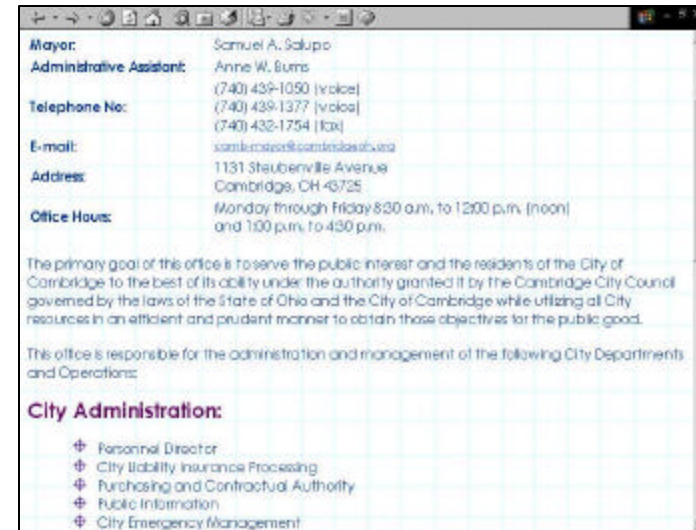 Mayor: Samuel A. Salupo
Administrative Assistant: Anne W. Burns
(740) 439-1050 (voice)
Telephone No: (740) 439-1377 (voice)
(740) 432-1754 (fax)
E-mail: camb-mayor@cambridgeoh.org
Address: 1131 Steubenville Avenue
Cambridge, OH 43725
Office Hours: Monday through Friday 8:30 a.m. to 12:00 p.m. (noon)
and 1:00 p.m. to 4:30 p.m.
The primary goal of this office is to serve the public interest and the residents of the City of
Cambridge to the best of its ability under the authority granted it by the Cambridge City Council
governed by the laws of the State of Ohio and the City of Cambridge while utilizing all City
resources in an efficient and prudent manner to obtain those objectives for the public good.
This office is responsible for the administration and management of the following City Departments
and Operations:
City Administration:
Personnel Director
City Liability Insurance Processing
Purchasing and Contractual Authority
Public Information
City Emergency Management